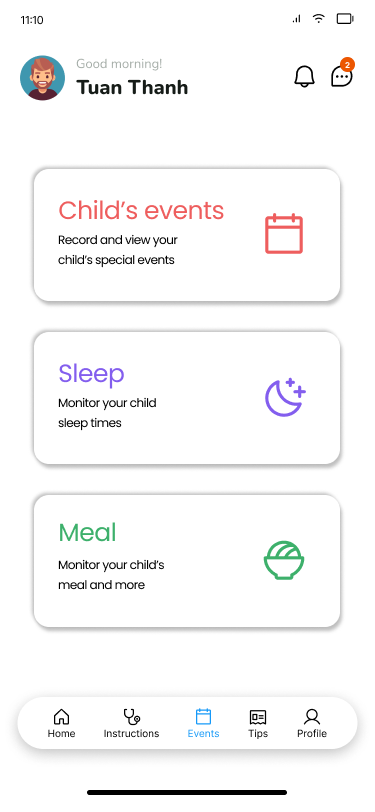 11:10
Good morning!
Tuan Thanh
2
Child's events
Record and view your
child's special events
Sleep
Monitor your child
sleep times
Meal
Monitor your child's
meal and more
Home Instructions Events Tips Profile